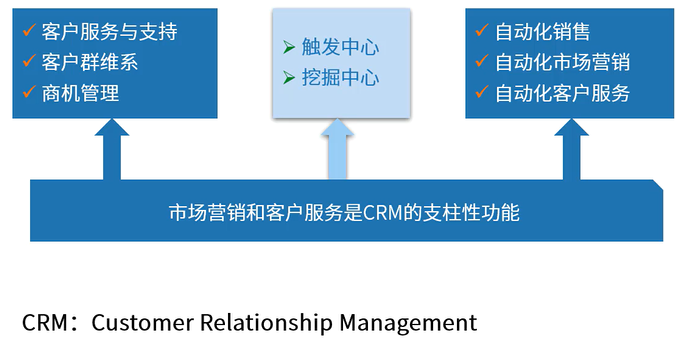 客户服务与支持
客户群维系
商机管理
触发中心
挖掘中心
自动化销售
自动化市场营销
自动化客户服务
市场营销和客户服务是CRM的支柱性功能
CRM：Customer Relationship Management